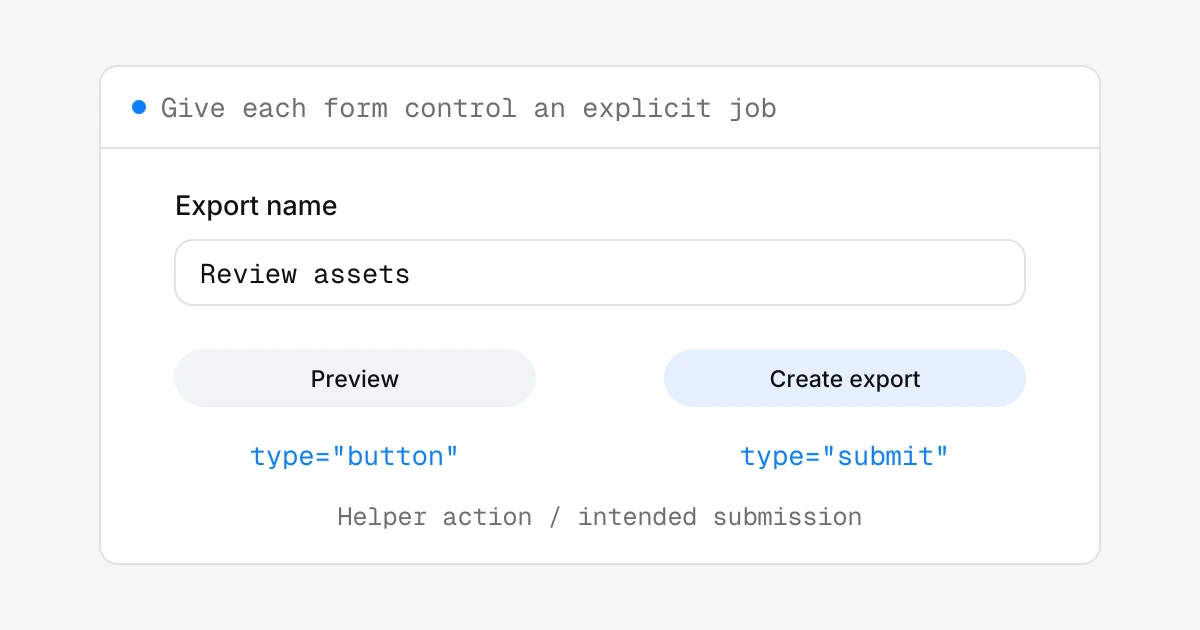 Give each form control an explicit job
Export name
Review assets
Preview
Create export
type="button"
type="submit"
Helper action / intended submission